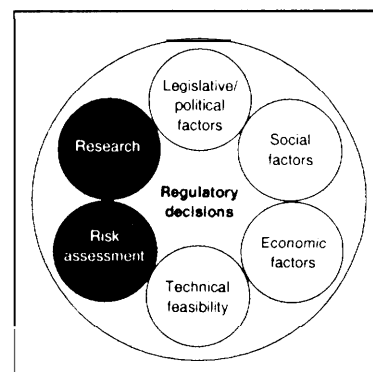 Legislative/
political
factors
Research
Social
factors
Regulatory
decisions
Risk
assessment
Economic
factors
Technical
feasibility